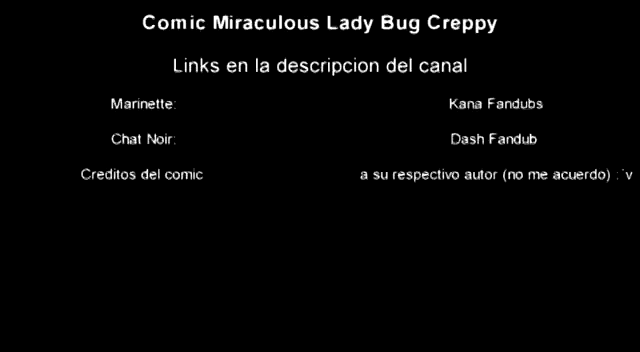 Comic Miraculous Lady Bug Creppy
Links en la descripcion del canal
Marinette: Kana Fandubs
Chat Noir: Dash Fandub
Creditos del comic a su respectivo autor (no me acuerdo) :´v